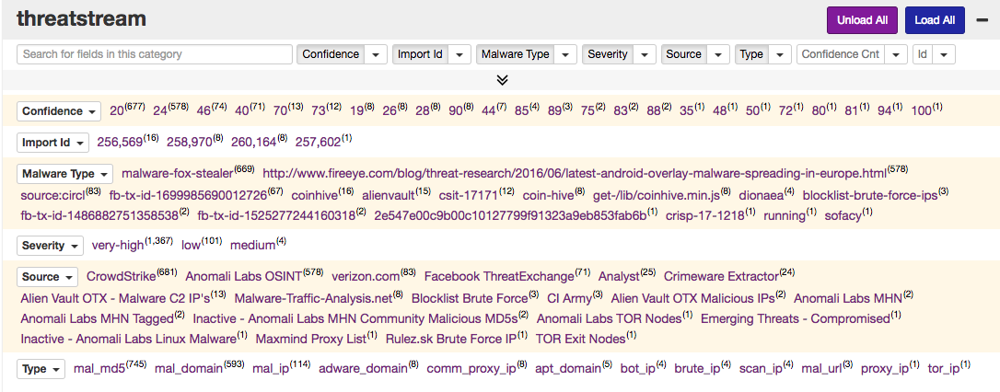 threatstream Unload All Load All
Search for fields in this category Confidence Import Id Malware Type Severity Source Type Confidence Cnt Id
Confidence 20(677) 24(578) 46(74) 40(71) 70(13) 73(12) 19(8) 26(8) 28(8) 90(8) 44(7) 85(4) 89(3) 75(2) 83(2) 88(2) 35(1) 48(1) 50(1) 72(1) 80(1) 81(1) 94(1) 100(1)
Import Id 256,569(16) 258,970(8) 260,164(8) 257,602(1)
Malware Type malware-fox-stealer(669) http://www.fireeye.com/blog/threat-research/2016/06/latest-android-overlay-malware-spreading-in-europe.html(578)
source:circl(83) fb-tx-id-1699985690012726(67) coinhive(16) alienvault(15) csit-17171(12) coin-hive(8) get-/lib/coinhive.min.js(8) dionaea(4) blocklist-brute-force-ips(3)
fb-tx-id-1486882751358538(2) fb-tx-id-1525277244160318(2) 2e547e00c9b00c10127799f91323a9eb853fab6b(1) crisp-17-1218(1) running(1) sofacy(1)
Severity very-high(1,367) low(101) medium(4)
Source CrowdStrike(681) Anomali Labs OSINT(578) verizon.com(83) Facebook ThreatExchange(71) Analyst(25) Crimeware Extractor(24)
Alien Vault OTX - Malware C2 IP's(13) Malware-Traffic-Analysis.net(8) Blocklist Brute Force(3) CI Army(3) Alien Vault OTX Malicious IPs(2) Anomali Labs MHN(2)
Anomali Labs MHN Tagged(2) Inactive - Anomali Labs MHN Community Malicious MD5s(2) Anomali Labs TOR Nodes(1) Emerging Threats - Compromised(1)
Inactive - Anomali Labs Linux Malware(1) Maxmind Proxy List(1) Rulez.sk Brute Force IP(1) TOR Exit Nodes(1)
Type mal_md5(745) mal_domain(593) mal_ip(114) adware_domain(8) comm_proxy_ip(8) apt_domain(5) bot_ip(4) brute_ip(4) scan_ip(4) mal_url(3) proxy_ip(1) tor_ip(1)